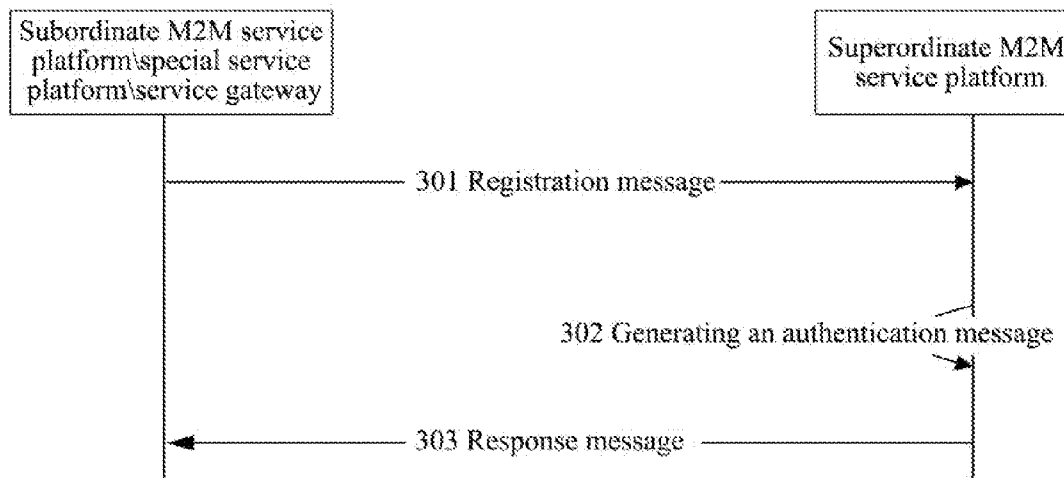 Subordinate M2M service
platform\special service
platform\service gateway
Superordinate M2M
service platform
301 Registration message
302 Generating an authentication message
303 Response message